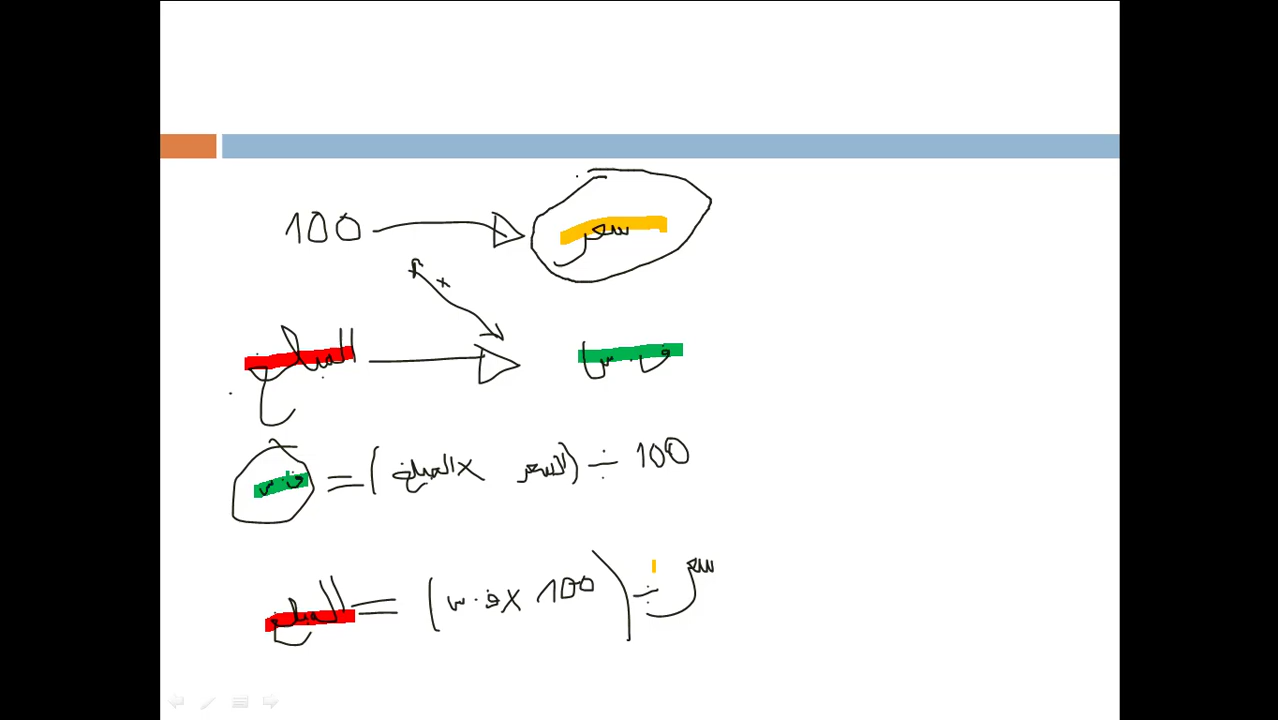 100 سعر
المبلغ ف.س
ف.س = (المبلغ × السعر) ÷ 100
المبلغ = (ف.س × 100) ÷ سعر